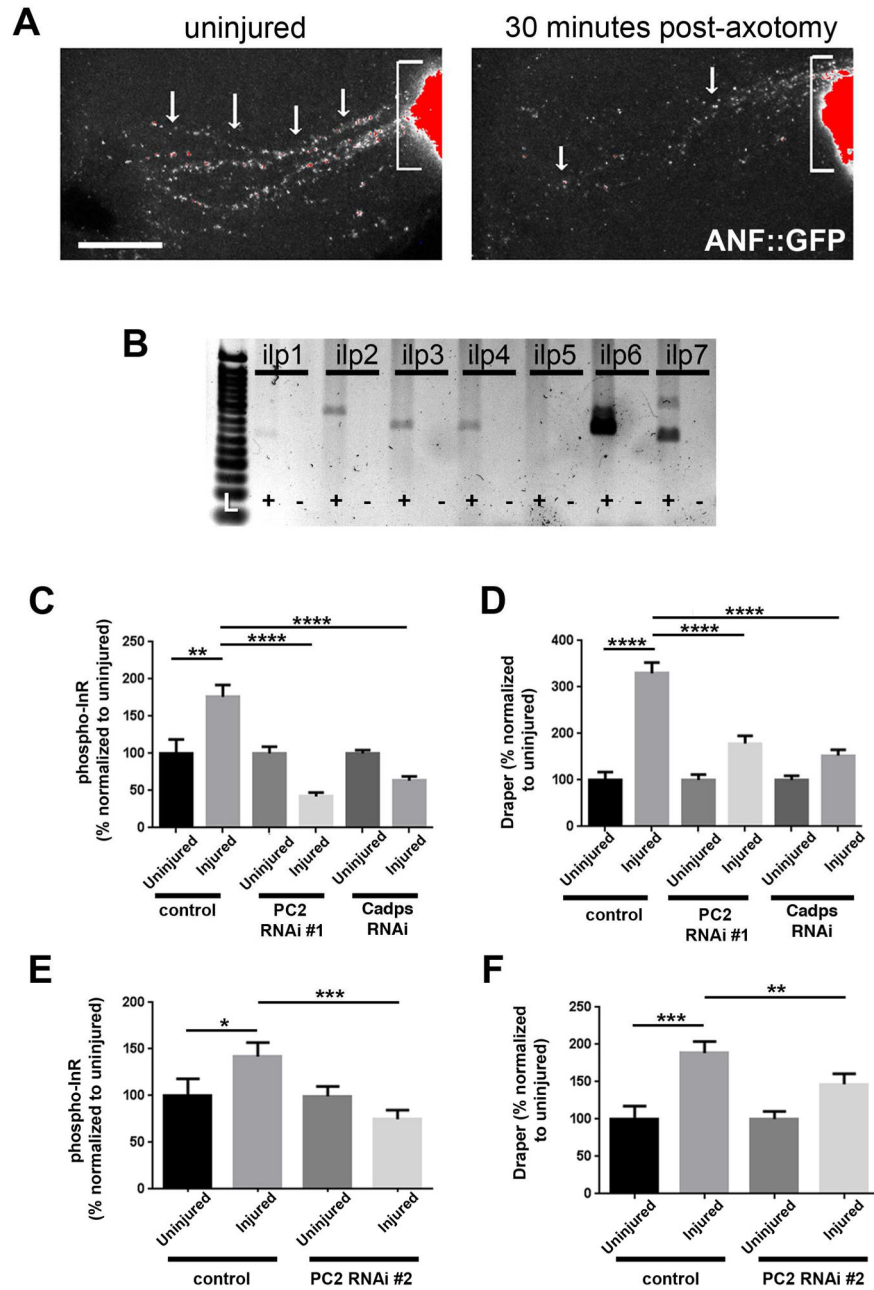 A
uninjured
30 minutes post-axotomy
ANF::GFP
B
ilp1 ilp2 ilp3 ilp4 ilp5 ilp6 ilp7
L + - + - + - + - + - + - + -
C
phospho-InR
(% normalized to uninjured)
250
200
150
100
50
0
**
****
****
Uninjured Injured Uninjured Injured Uninjured Injured
control
PC2
RNAi #1
Cadps
RNAi
D
Draper (% normalized
to uninjured)
400
300
200
100
0
****
****
****
Uninjured Injured Uninjured Injured Uninjured Injured
control
PC2
RNAi #1
Cadps
RNAi
E
phospho-InR
(% normalized to uninjured)
200
150
100
50
0
*
***
Uninjured Injured Uninjured Injured
control
PC2 RNAi #2
F
Draper (% normalized
to uninjured)
250
200
150
100
50
0
***
**
Uninjured Injured Uninjured Injured
control
PC2 RNAi #2